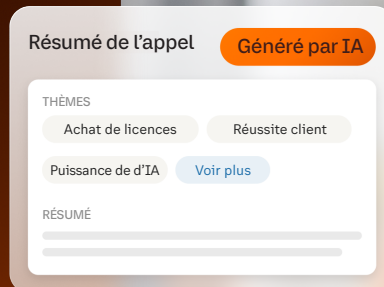 Résumé de l’appel Généré par IA
THÈMES
Achat de licences Réussite client
Puissance de d’IA Voir plus
RÉSUMÉ